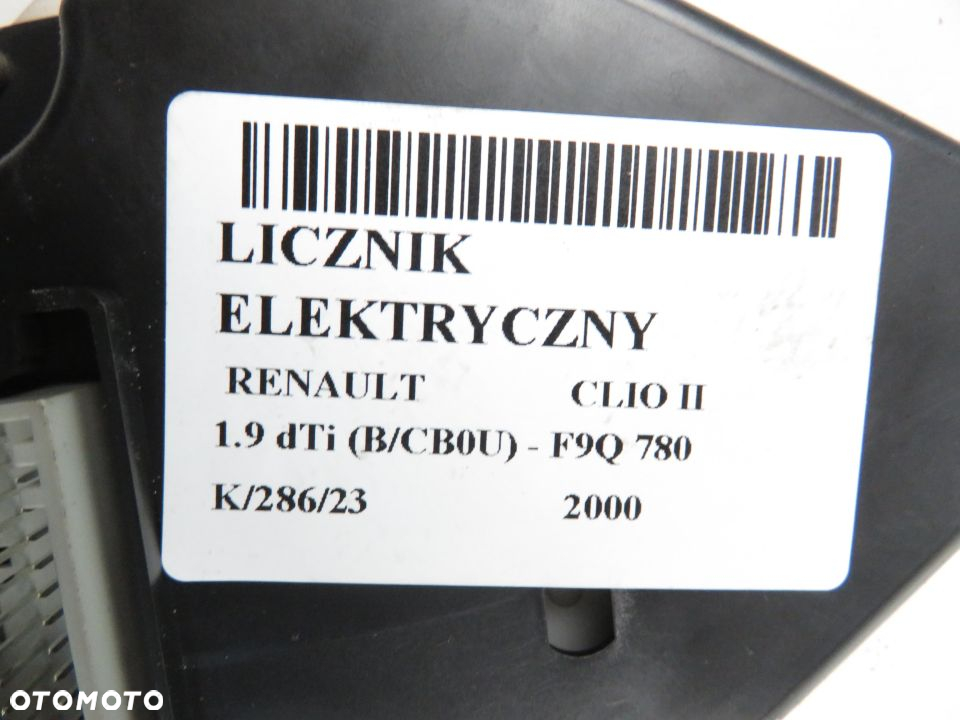 LICZNIK
ELEKTRYCZNY
RENAULT CLIO II
1.9 dTi (B/CB0U) - F9Q 780
K/286/23 2000
OTOMOTO